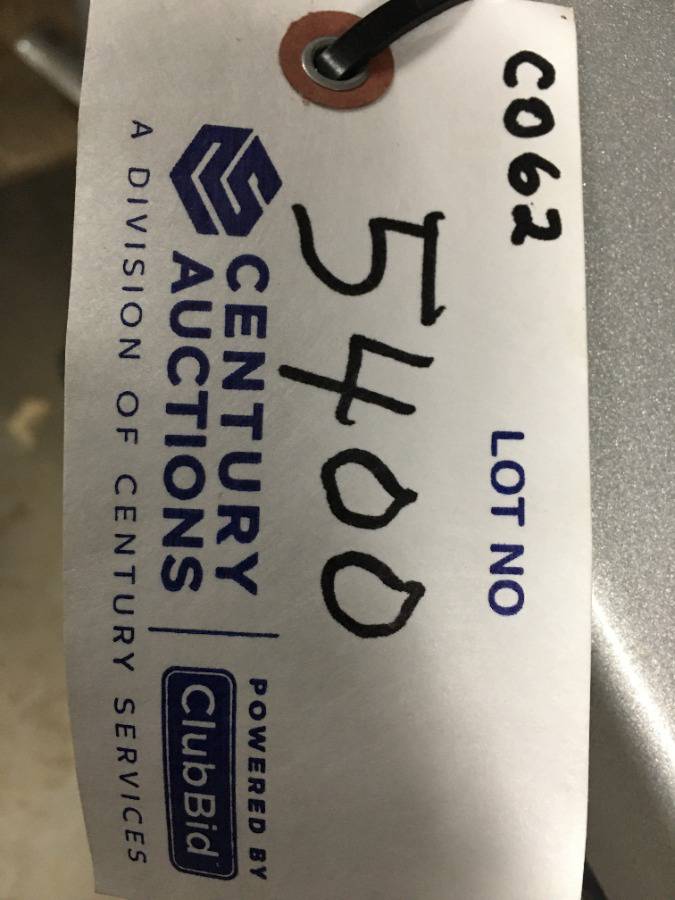 C062
LOT NO
5400
CENTURY
AUCTIONS
POWERED BY
ClubBid
A DIVISION OF CENTURY SERVICES